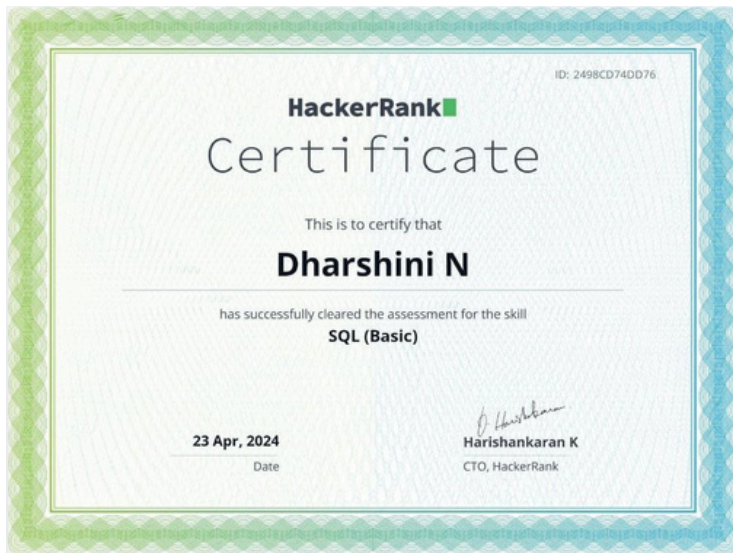 ID: 2498CD74DD76
HackerRank
Certificate
This is to certify that
Dharshini N
has successfully cleared the assessment for the skill
SQL (Basic)
23 Apr, 2024
Date
Harishankaran K
CTO, HackerRank